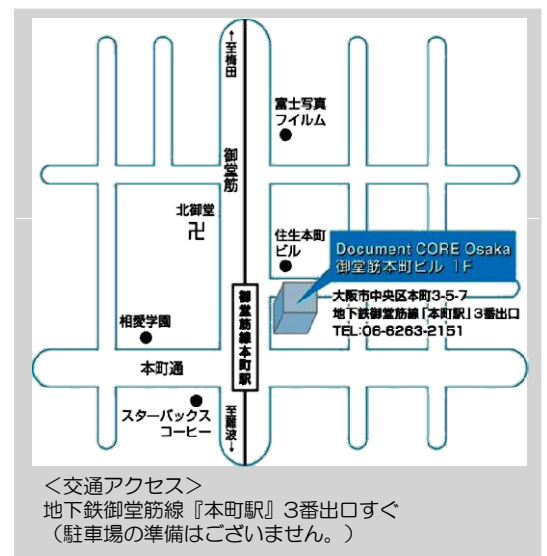 ←至梅田
富士写真
フイルム
御堂筋
北御堂
卍
住生本町
ビル
Document CORE Osaka
御堂筋本町ビル 1F
大阪市中央区本町3-5-7
地下鉄御堂筋線「本町駅」3番出口
TEL:06-6263-2151
御堂筋線本町駅
相愛学園
本町通
スターバックス
コーヒー
至難波→
＜交通アクセス＞
地下鉄御堂筋線『本町駅』3番出口すぐ
（駐車場の準備はございません。）